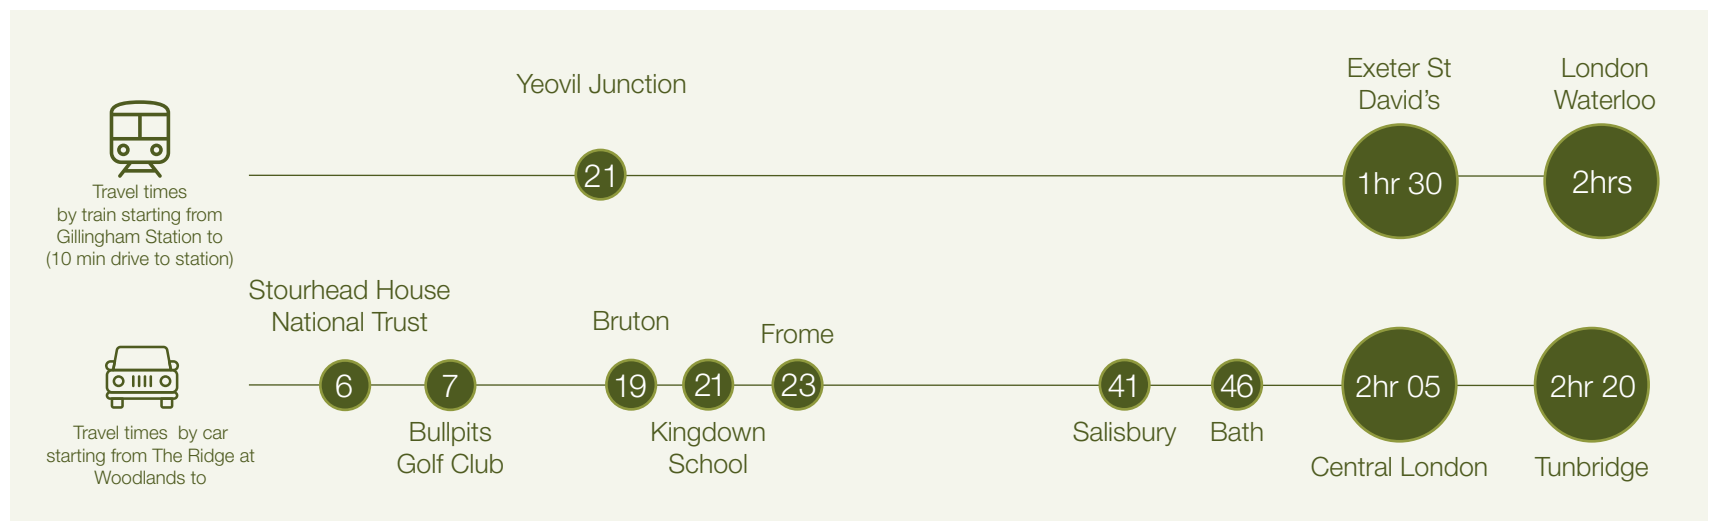 Yeovil Junction
Exeter St
David's
London
Waterloo
21
1hr 30
2hrs
Travel times
by train starting from
Gillingham Station to
(10 min drive to station)
Stourhead House
National Trust
Bruton
Frome
6
7
19
21
23
41
46
2hr 05
2hr 20
Bullpits
Golf Club
Kingdown
School
Salisbury
Bath
Central London
Tunbridge
Travel times by car
starting from The Ridge at
Woodlands to